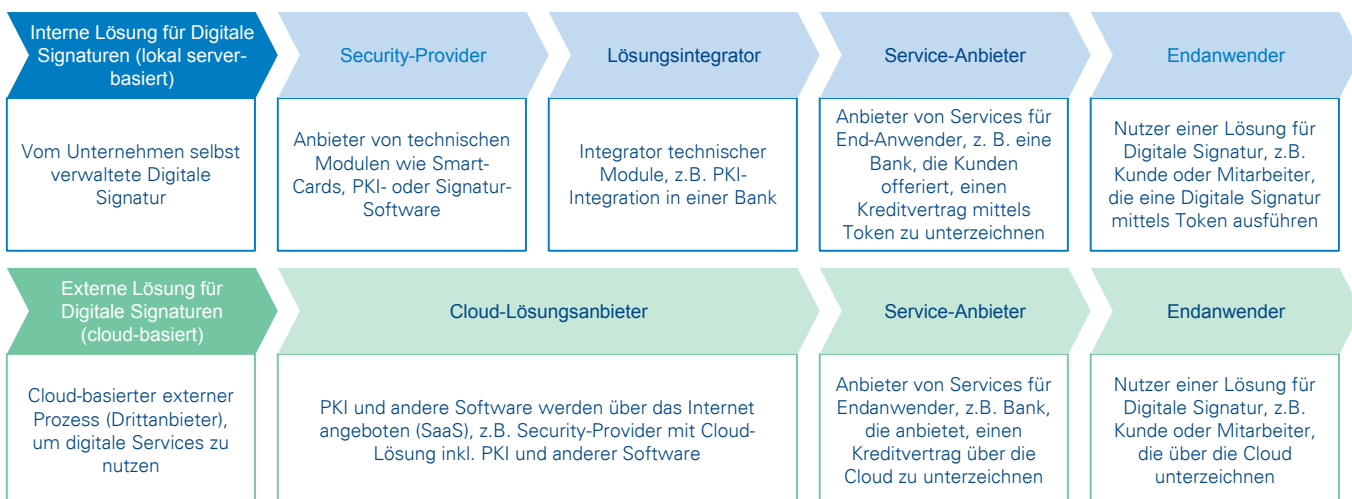 Interne Lösung für Digitale
Signaturen (lokal server-
basiert)
Security-Provider
Lösungsintegrator
Service-Anbieter
Endanwender
Vom Unternehmen selbst
verwaltete Digitale
Signatur
Anbieter von technischen
Modulen wie Smart-
Cards, PKI- oder Signatur-
Software
Integrator technischer
Module, z.B. PKI-
Integration in einer Bank
Anbieter von Services für
End-Anwender, z. B. eine
Bank, die Kunden
offeriert, einen
Kreditvertrag mittels
Token zu unterzeichnen
Nutzer einer Lösung für
Digitale Signatur, z.B.
Kunde oder Mitarbeiter,
die eine Digitale Signatur
mittels Token ausführen
Externe Lösung für
Digitale Signaturen
(cloud-basiert)
Cloud-Lösungsanbieter
Service-Anbieter
Endanwender
Cloud-basierter externer
Prozess (Drittanbieter),
um digitale Services zu
nutzen
PKI und andere Software werden über das Internet
angeboten (SaaS), z.B. Security-Provider mit Cloud-
Lösung inkl. PKI und anderer Software
Anbieter von Services für
Endanwender, z.B. Bank,
die anbietet, einen
Kreditvertrag über die
Cloud zu unterzeichnen
Nutzer einer Lösung für
Digitale Signatur, z.B.
Kunde oder Mitarbeiter,
die über die Cloud
unterzeichnen